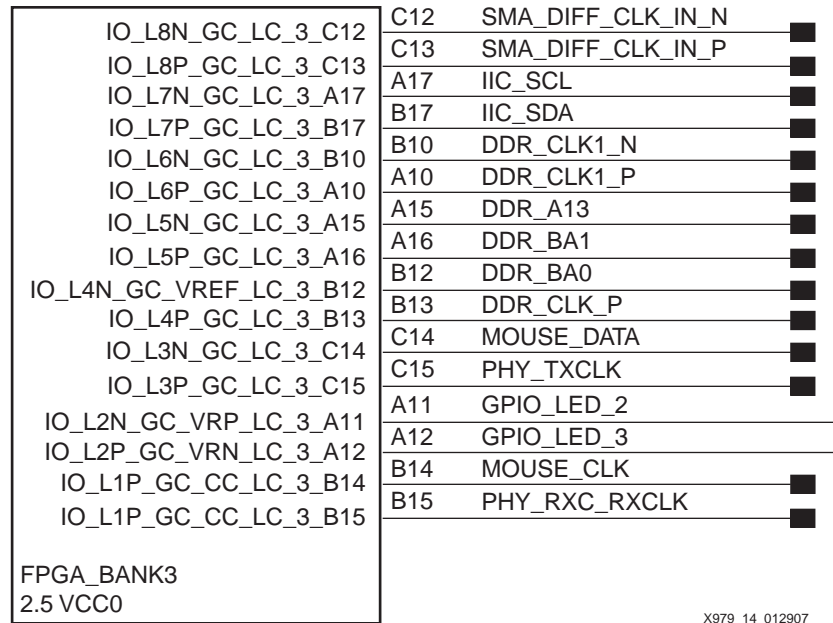 IO_L8N_GC_LC_3_C12 C12 SMA_DIFF_CLK_IN_N
IO_L8P_GC_LC_3_C13 C13 SMA_DIFF_CLK_IN_P
IO_L7N_GC_LC_3_A17 A17 IIC_SCL
IO_L7P_GC_LC_3_B17 B17 IIC_SDA
IO_L6N_GC_LC_3_B10 B10 DDR_CLK1_N
IO_L6P_GC_LC_3_A10 A10 DDR_CLK1_P
IO_L5N_GC_LC_3_A15 A15 DDR_A13
IO_L5P_GC_LC_3_A16 A16 DDR_BA1
IO_L4N_GC_VREF_LC_3_B12 B12 DDR_BA0
IO_L4P_GC_LC_3_B13 B13 DDR_CLK_P
IO_L3N_GC_LC_3_C14 C14 MOUSE_DATA
IO_L3P_GC_LC_3_C15 C15 PHY_TXCLK
IO_L2N_GC_VRP_LC_3_A11 A11 GPIO_LED_2
IO_L2P_GC_VRN_LC_3_A12 A12 GPIO_LED_3
IO_L1P_GC_CC_LC_3_B14 B14 MOUSE_CLK
IO_L1P_GC_CC_LC_3_B15 B15 PHY_RXC_RXCLK
FPGA_BANK3
2.5 VCC0
X979_14_012907